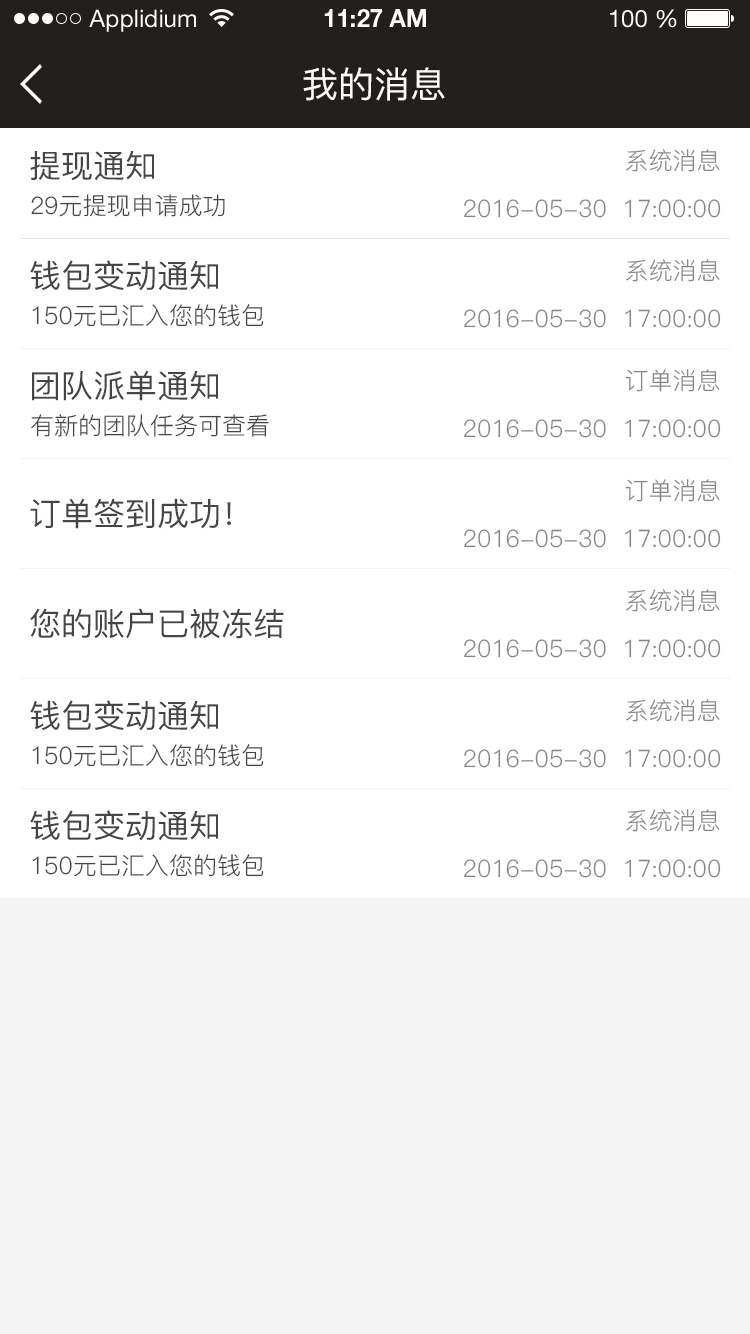 Applidium 11:27 AM 100 %
我的消息
提现通知 系统消息
29元提现申请成功 2016-05-30 17:00:00
钱包变动通知 系统消息
150元已汇入您的钱包 2016-05-30 17:00:00
团队派单通知 订单消息
有新的团队任务可查看 2016-05-30 17:00:00
订单消息
订单签到成功！
2016-05-30 17:00:00
系统消息
您的账户已被冻结
2016-05-30 17:00:00
钱包变动通知 系统消息
150元已汇入您的钱包 2016-05-30 17:00:00
钱包变动通知 系统消息
150元已汇入您的钱包 2016-05-30 17:00:00